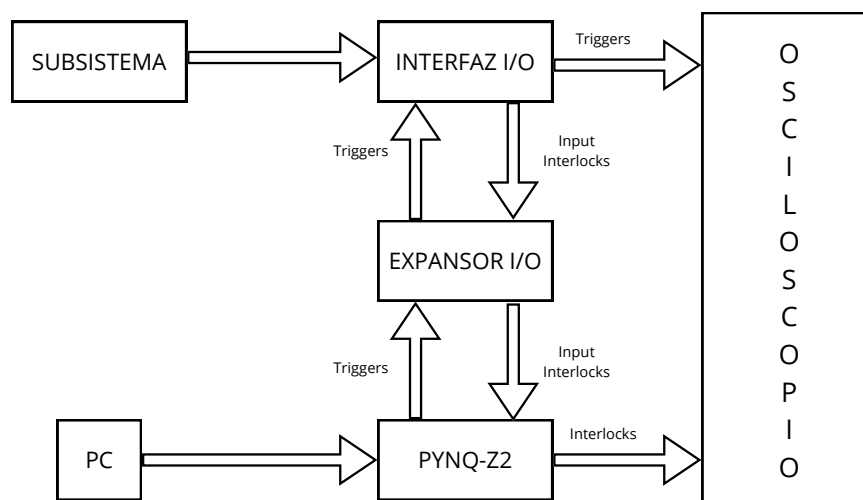 SUBSISTEMA
INTERFAZ I/O
Triggers
Triggers
Input
Interlocks
EXPANSOR I/O
Triggers
Input
Interlocks
PC
PYNQ-Z2
Interlocks
O
S
C
I
L
O
S
C
O
P
I
O